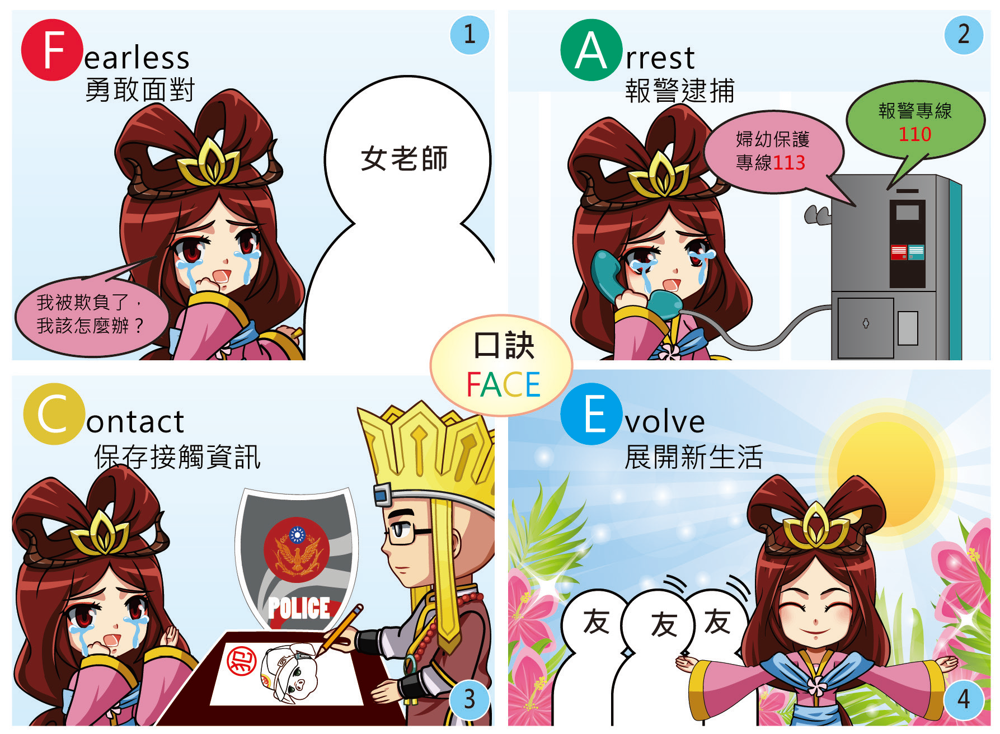 Fearless
勇敢面對
1
女老師
我被欺負了，
我該怎麼辦？
Arrest
報警逮捕
2
婦幼保護
專線113
報警專線
110
口訣
FACE
Contact
保存接觸資訊
POLICE
犯
3
Evolve
展開新生活
友
友
友
4